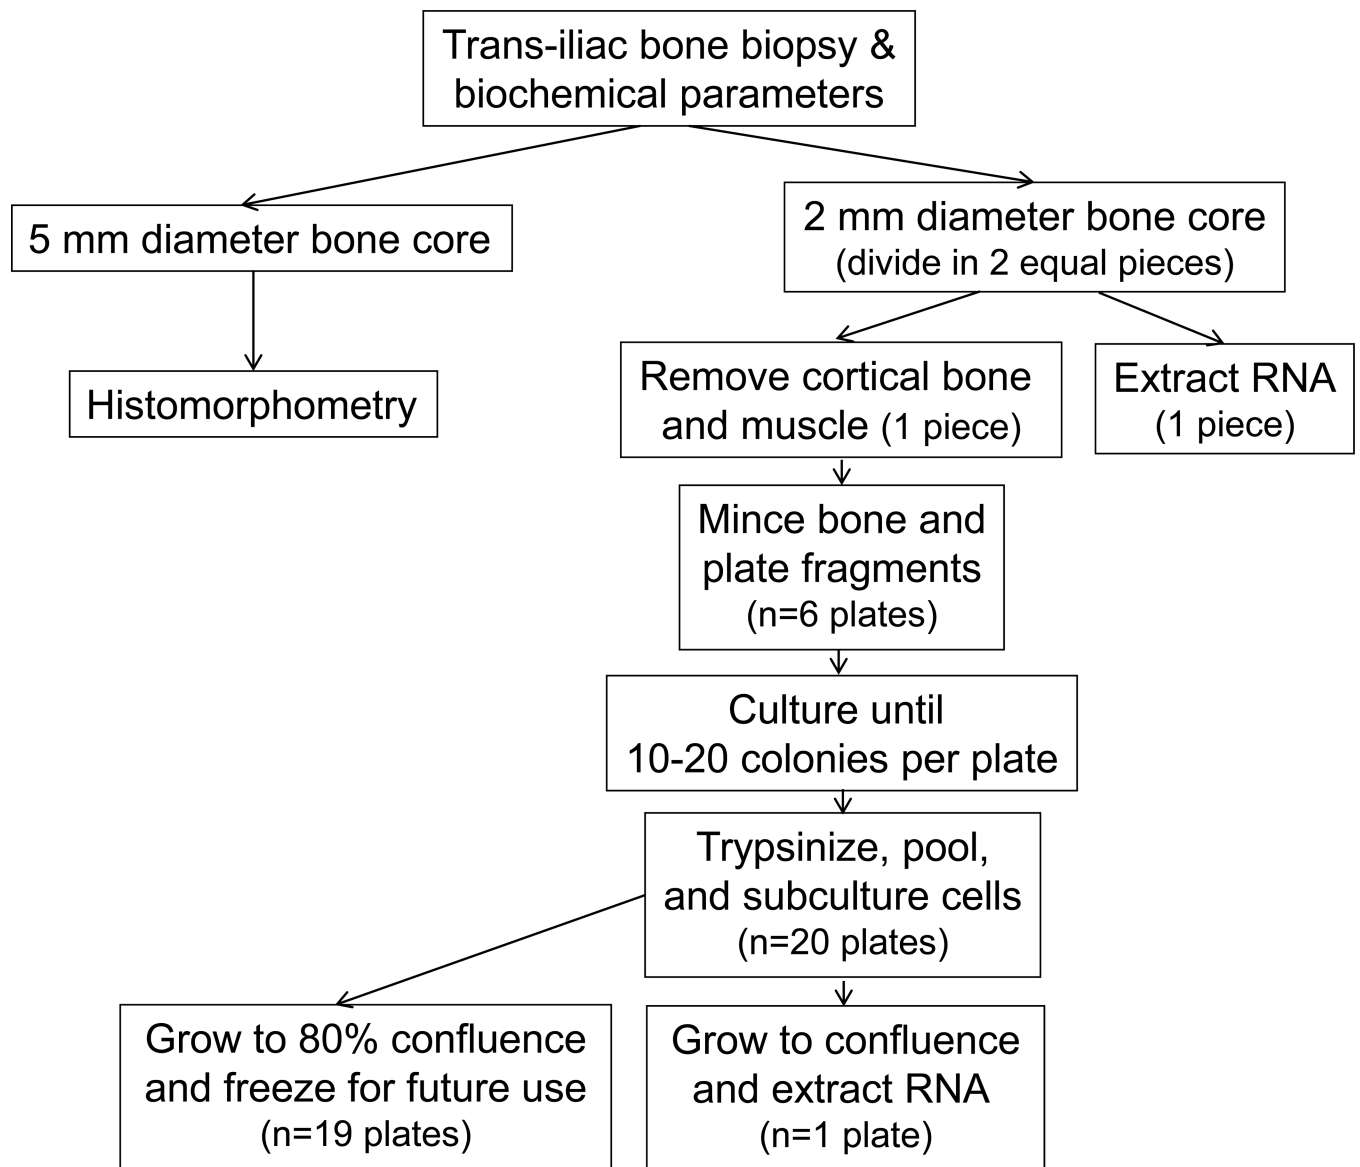 Trans-iliac bone biopsy &
biochemical parameters
5 mm diameter bone core
2 mm diameter bone core
(divide in 2 equal pieces)
Histomorphometry
Remove cortical bone
and muscle (1 piece)
Extract RNA
(1 piece)
Mince bone and
plate fragments
(n=6 plates)
Culture until
10-20 colonies per plate
Trypsinize, pool,
and subculture cells
(n=20 plates)
Grow to 80% confluence
and freeze for future use
(n=19 plates)
Grow to confluence
and extract RNA
(n=1 plate)